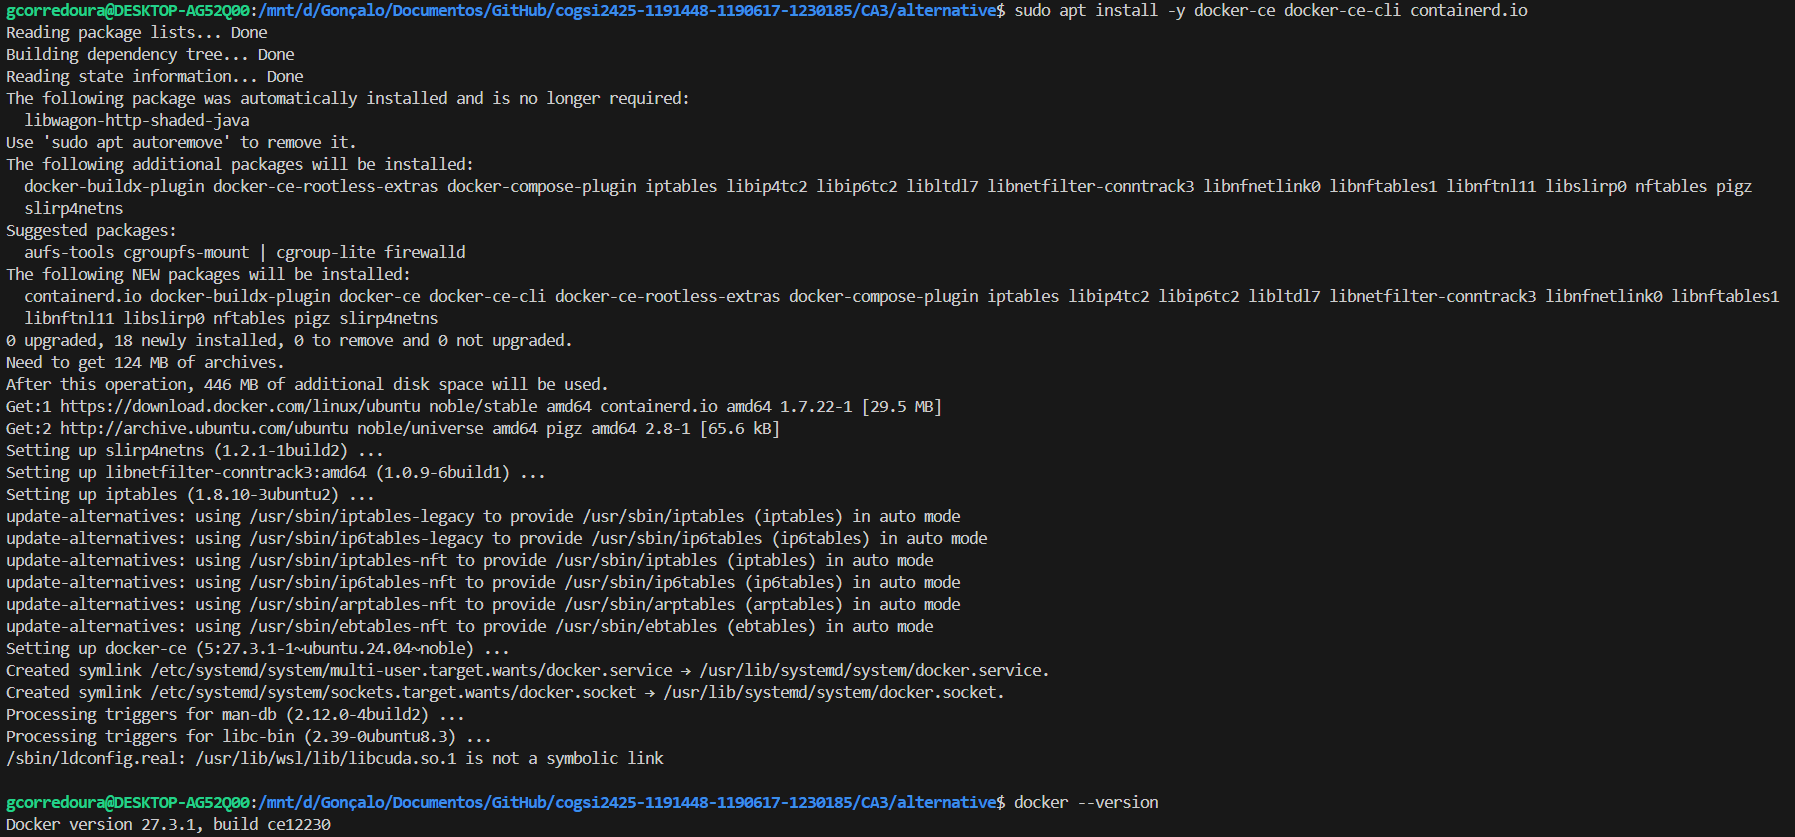 gcorredoura@DESKTOP-AG52Q00:/mnt/d/Gonçalo/Documentos/GitHub/cogsi2425-1191448-1190617-1230185/CA3/alternative$ sudo apt install -y docker-ce docker-ce-cli containerd.io
Reading package lists... Done
Building dependency tree... Done
Reading state information... Done
The following package was automatically installed and is no longer required:
  libwagon-http-shaded-java
Use 'sudo apt autoremove' to remove it.
The following additional packages will be installed:
  docker-buildx-plugin docker-ce-rootless-extras docker-compose-plugin iptables libip4tc2 libip6tc2 libltdl7 libnetfilter-conntrack3 libnfnetlink0 libnftables1 libnftnl11 libslirp0 nftables pigz
  slirp4netns
Suggested packages:
  aufs-tools cgroupfs-mount | cgroup-lite firewalld
The following NEW packages will be installed:
  containerd.io docker-buildx-plugin docker-ce docker-ce-cli docker-ce-rootless-extras docker-compose-plugin iptables libip4tc2 libip6tc2 libltdl7 libnetfilter-conntrack3 libnfnetlink0 libnftables1
  libnftnl11 libslirp0 nftables pigz slirp4netns
0 upgraded, 18 newly installed, 0 to remove and 0 not upgraded.
Need to get 124 MB of archives.
After this operation, 446 MB of additional disk space will be used.
Get:1 https://download.docker.com/linux/ubuntu noble/stable amd64 containerd.io amd64 1.7.22-1 [29.5 MB]
Get:2 http://archive.ubuntu.com/ubuntu noble/universe amd64 pigz amd64 2.8-1 [65.6 kB]
Setting up slirp4netns (1.2.1-1build2) ...
Setting up libnetfilter-conntrack3:amd64 (1.0.9-6build1) ...
Setting up iptables (1.8.10-3ubuntu2) ...
update-alternatives: using /usr/sbin/iptables-legacy to provide /usr/sbin/iptables (iptables) in auto mode
update-alternatives: using /usr/sbin/ip6tables-legacy to provide /usr/sbin/ip6tables (ip6tables) in auto mode
update-alternatives: using /usr/sbin/iptables-nft to provide /usr/sbin/iptables (iptables) in auto mode
update-alternatives: using /usr/sbin/ip6tables-nft to provide /usr/sbin/ip6tables (ip6tables) in auto mode
update-alternatives: using /usr/sbin/arptables-nft to provide /usr/sbin/arptables (arptables) in auto mode
update-alternatives: using /usr/sbin/ebtables-nft to provide /usr/sbin/ebtables (ebtables) in auto mode
Setting up docker-ce (5:27.3.1-1~ubuntu.24.04~noble) ...
Created symlink /etc/systemd/system/multi-user.target.wants/docker.service → /usr/lib/systemd/system/docker.service.
Created symlink /etc/systemd/system/sockets.target.wants/docker.socket → /usr/lib/systemd/system/docker.socket.
Processing triggers for man-db (2.12.0-4build2) ...
Processing triggers for libc-bin (2.39-0ubuntu8.3) ...
/sbin/ldconfig.real: /usr/lib/wsl/lib/libcuda.so.1 is not a symbolic link
gcorredoura@DESKTOP-AG52Q00:/mnt/d/Gonçalo/Documentos/GitHub/cogsi2425-1191448-1190617-1230185/CA3/alternative$ docker --version
Docker version 27.3.1, build ce12230